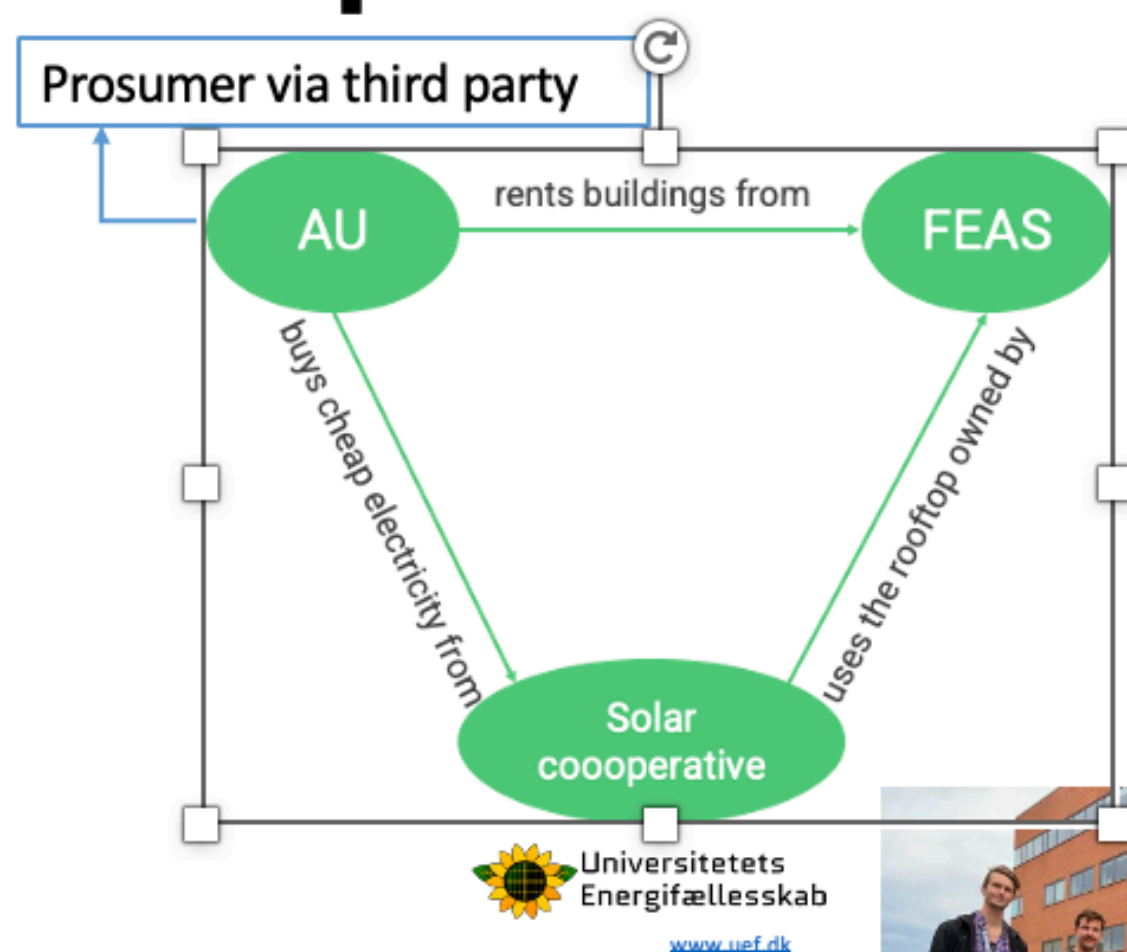 Prosumer via third party
AU
rents buildings from
FEAS
buys cheap electricity from
uses the rooftop owned by
Solar
coooperative
Universitetets
Energifællesskab
www.uef.dk